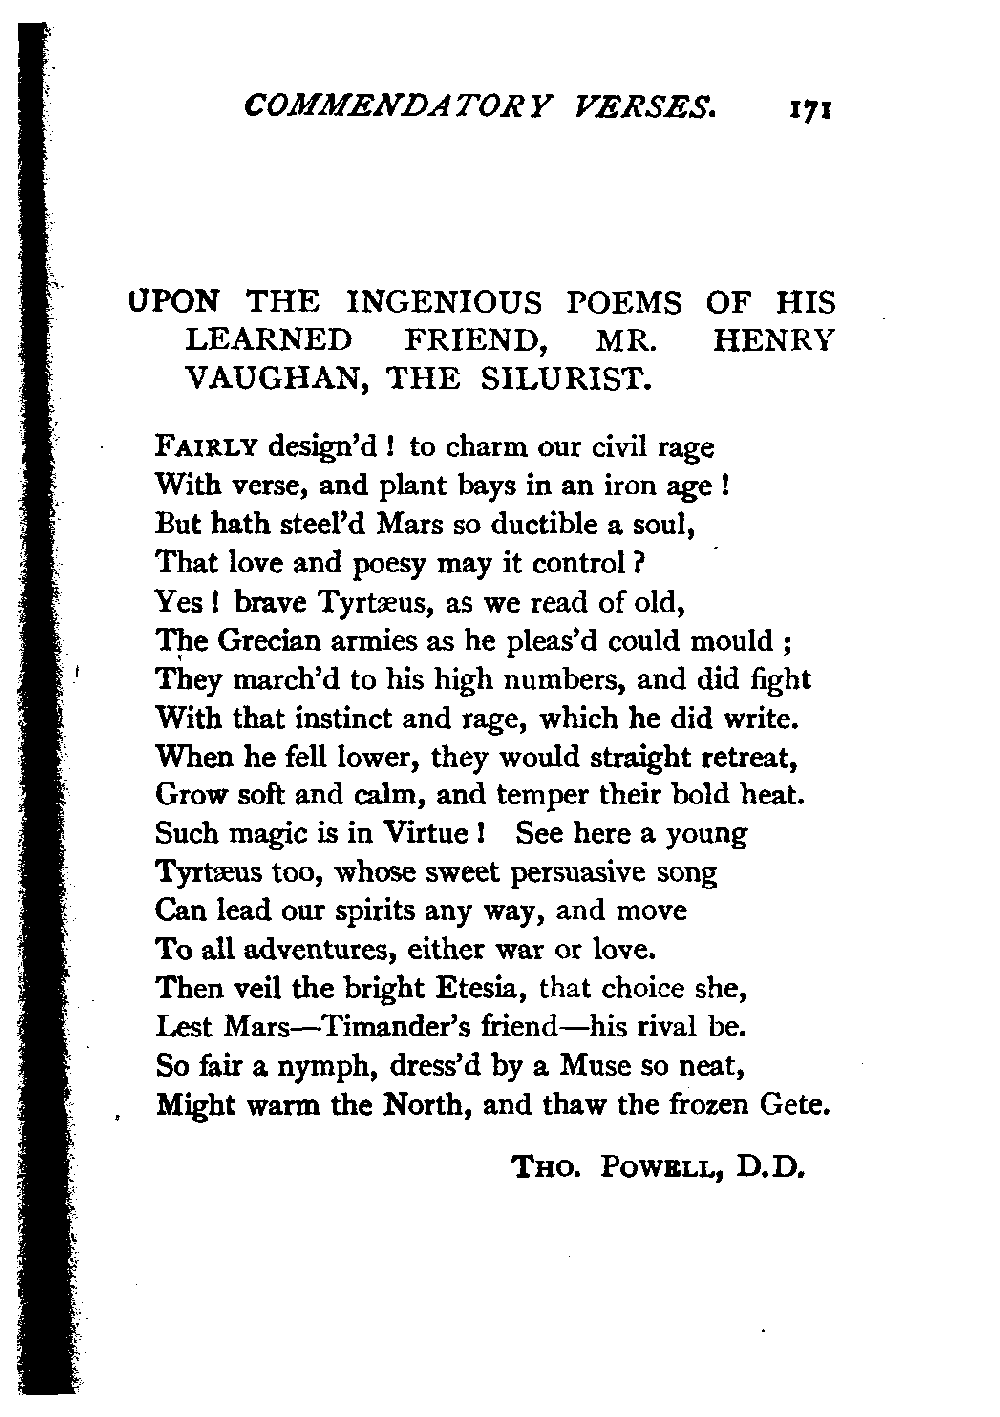 COMMENDATORY VERSES. 171
UPON THE INGENIOUS POEMS OF HIS
LEARNED FRIEND, MR. HENRY
VAUGHAN, THE SILURIST.
FAIRLY design'd ! to charm our civil rage
With verse, and plant bays in an iron age !
But hath steel'd Mars so ductible a soul,
That love and poesy may it control ?
Yes ! brave Tyrtæus, as we read of old,
The Grecian armies as he pleas'd could mould ;
They march'd to his high numbers, and did fight
With that instinct and rage, which he did write.
When he fell lower, they would straight retreat,
Grow soft and calm, and temper their bold heat.
Such magic is in Virtue ! See here a young
Tyrtæus too, whose sweet persuasive song
Can lead our spirits any way, and move
To all adventures, either war or love.
Then veil the bright Etesia, that choice she,
Lest Mars—Timander's friend—his rival be.
So fair a nymph, dress'd by a Muse so neat,
Might warm the North, and thaw the frozen Gete.
THO. POWELL, D.D.